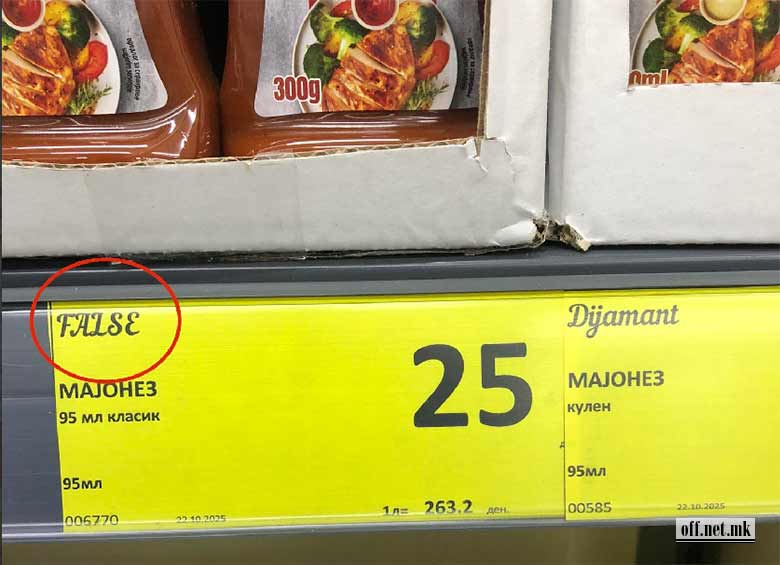 300g
0ml
FALSE
МАЈОНЕЗ
95 мл класик
25
95мл
006770
22.10.2025
1л= 263.2 ден.
Dijamant
МАЈОНЕЗ
кулен
95мл
00585
22.10.2025
off.net.mk